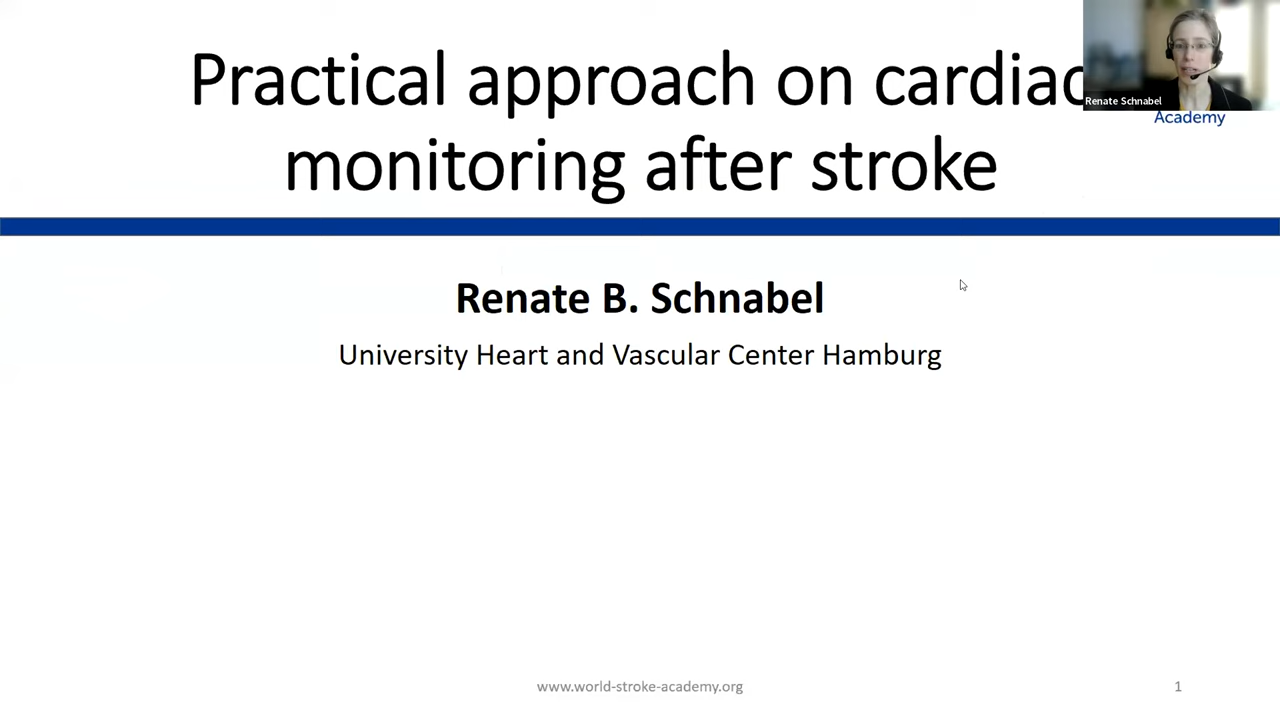 Practical approach on cardiac
monitoring after stroke
Renate Schnabel
Academy
Renate B. Schnabel
University Heart and Vascular Center Hamburg
www.world-stroke-academy.org
1